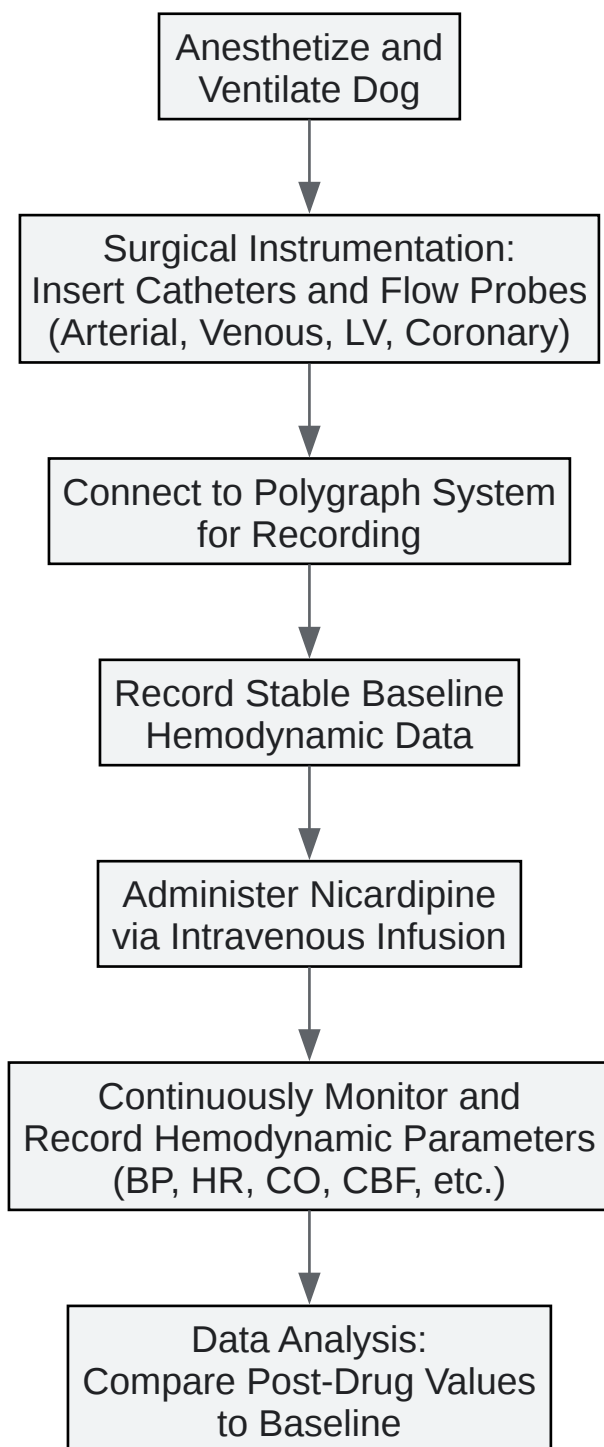 Anesthetize and
Ventilate Dog
Surgical Instrumentation:
Insert Catheters and Flow Probes
(Arterial, Venous, LV, Coronary)
Connect to Polygraph System
for Recording
Record Stable Baseline
Hemodynamic Data
Administer Nicardipine
via Intravenous Infusion
Continuously Monitor and
Record Hemodynamic Parameters
(BP, HR, CO, CBF, etc.)
Data Analysis:
Compare Post-Drug Values
to Baseline